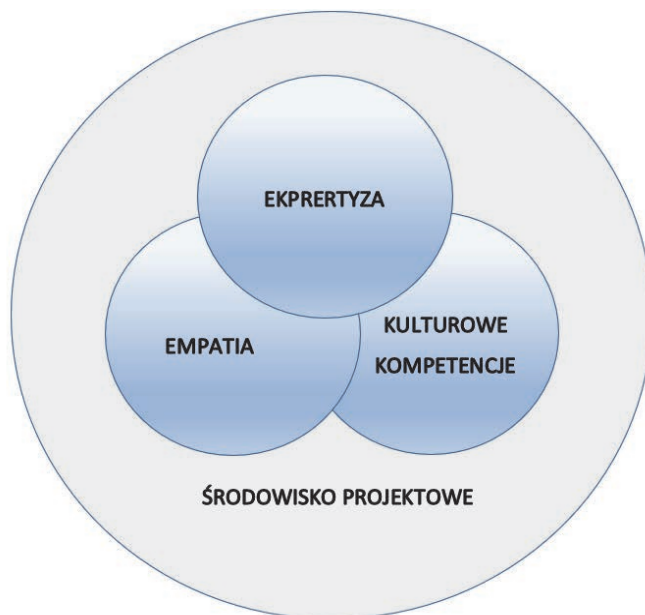 EKPRERTYZA
EMPATIA
KULTUROWE
KOMPETENCJE
ŚRODOWISKO PROJEKTOWE